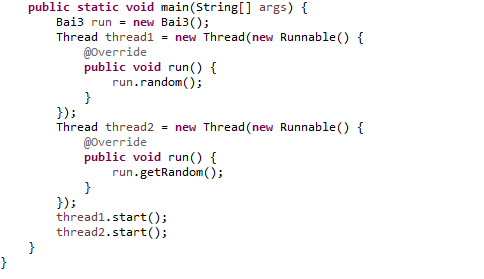 public static void main(String[] args) {
Bai3 run = new Bai3();
Thread thread1 = new Thread(new Runnable() {
@Override
public void run() {
run.random();
}
});
Thread thread2 = new Thread(new Runnable() {
@Override
public void run() {
run.getRandom();
}
});
thread1.start();
thread2.start();
}
}